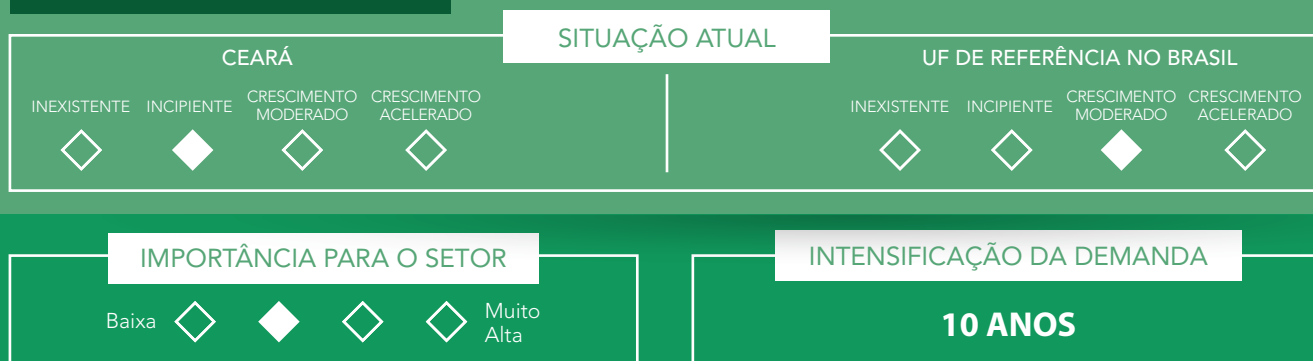 SITUAÇÃO ATUAL
CEARÁ
INEXISTENTE
INCIPIENTE
CRESCIMENTO
MODERADO
CRESCIMENTO
ACELERADO
UF DE REFERÊNCIA NO BRASIL
INEXISTENTE
INCIPIENTE
CRESCIMENTO
MODERADO
CRESCIMENTO
ACELERADO
IMPORTÂNCIA PARA O SETOR
Baixa
Muito
Alta
INTENSIFICAÇÃO DA DEMANDA
10 ANOS